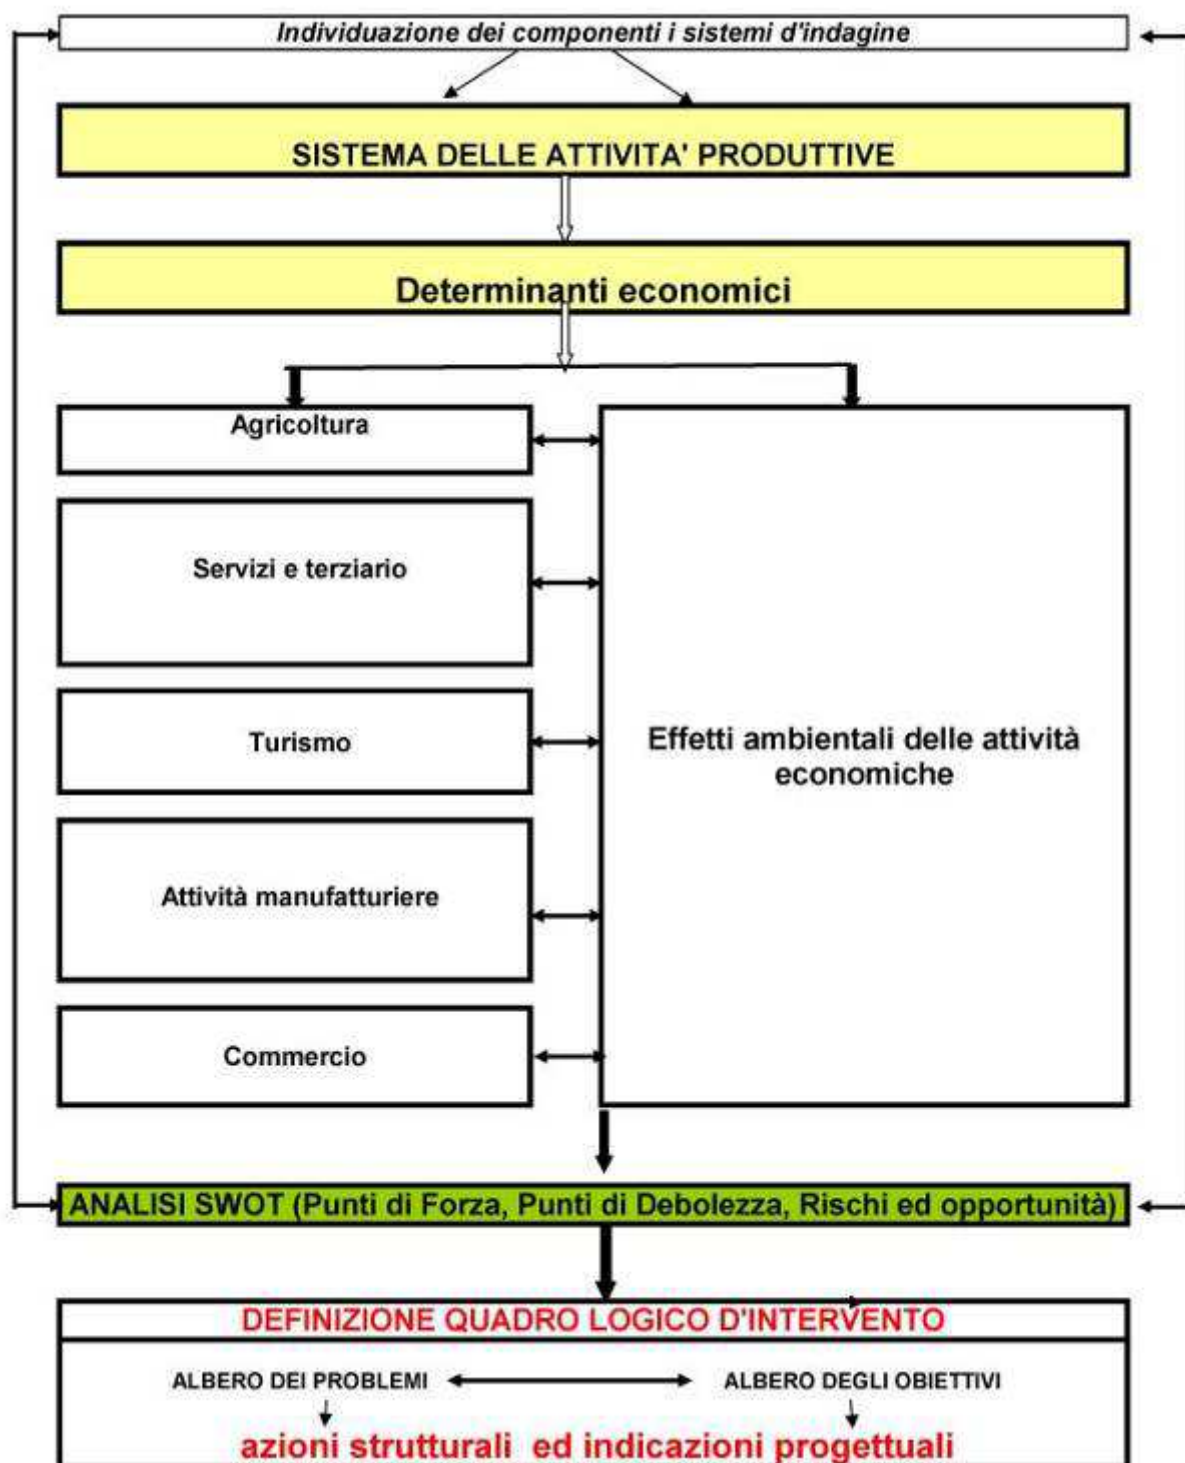 Individuazione dei componenti i sistemi d'indagine
SISTEMA DELLE ATTIVITA' PRODUTTIVE
Determinanti economici
Agricoltura
Servizi e terziario
Turismo
Attività manufatturiere
Commercio
Effetti ambientali delle attività
economiche
ANALISI SWOT (Punti di Forza, Punti di Debolezza, Rischi ed opportunità)
DEFINIZIONE QUADRO LOGICO D'INTERVENTO
ALBERO DEI PROBLEMI
ALBERO DEGLI OBIETTIVI
azioni strutturali ed indicazioni progettuali